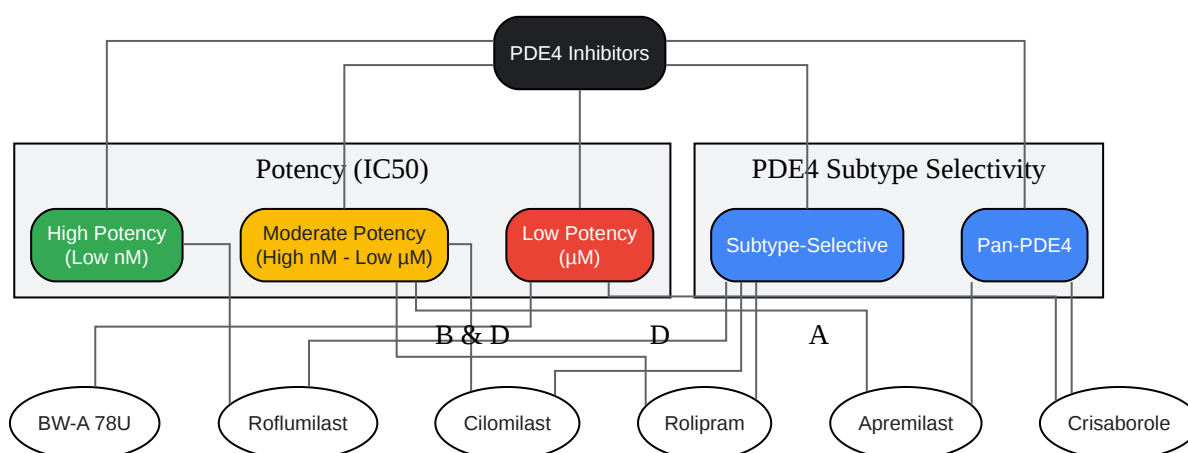 PDE4 Inhibitors
Potency (IC50)
PDE4 Subtype Selectivity
High Potency
(Low nM)
Moderate Potency
(High nM - Low µM)
Low Potency
(µM)
Subtype-Selective
Pan-PDE4
B & D
D
A
BW-A 78U
Roflumilast
Cilomilast
Rolipram
Apremilast
Crisaborole